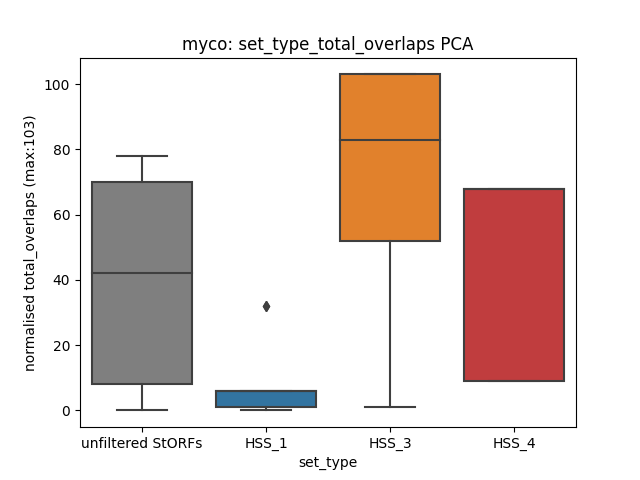 myco: set_type_total_overlaps PCA
normalised total_overlaps (max:103)
100
80
60
40
20
0
unfiltered StORFs HSS_1 HSS_3 HSS_4
set_type